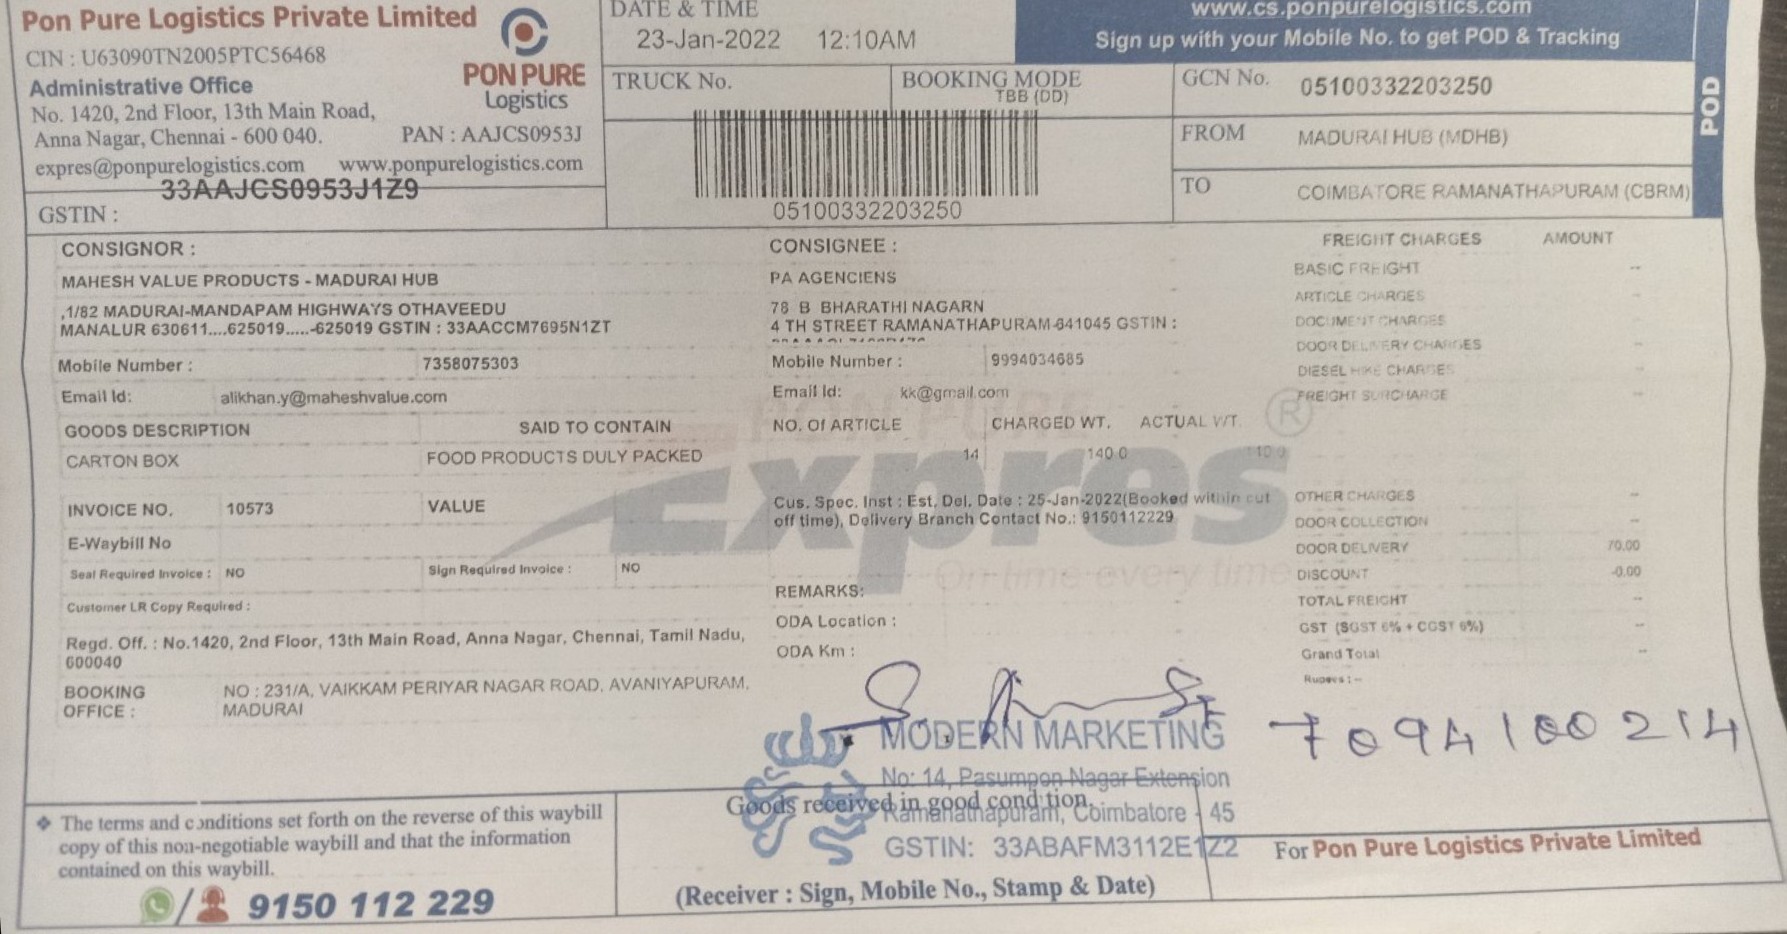 Pon Pure Logistics Private Limited
CIN : U63090TN2005PTC56468
Administrative Office
No. 1420, 2nd Floor, 13th Main Road,
Anna Nagar, Chennai - 600 040. PAN : AAJCS0953J
expres@ponpurelogistics.com www.ponpurelogistics.com
33AAJCS0953J1Z9
GSTIN :
PON PURE
Logistics
DATE & TIME
23-Jan-2022 12:10AM
www.cs.ponpurelogistics.com
Sign up with your Mobile No. to get POD & Tracking
TRUCK No.
BOOKING MODE
TBB (DD)
05100332203250
GCN No. 05100332203250
FROM MADURAI HUB (MDHB)
TO COIMBATORE RAMANATHAPURAM (CBRM)
POD
CONSIGNOR :
MAHESH VALUE PRODUCTS - MADURAI HUB
,1/82 MADURAI-MANDAPAM HIGHWAYS OTHAVEEDU
MANALUR 630611....625019.....-625019 GSTIN : 33AACCM7695N1ZT
Mobile Number : 7358075303
Email Id: alikhan.y@maheshvalue.com
CONSIGNEE :
PA AGENCIENS
78 B BHARATHI NAGARN
4 TH STREET RAMANATHAPURAM-641045 GSTIN :
Mobile Number : 9994034685
Email Id: kk@gmail.com
GOODS DESCRIPTION SAID TO CONTAIN NO. Of ARTICLE CHARGED WT. ACTUAL WT.
CARTON BOX FOOD PRODUCTS DULY PACKED 14 140.0
INVOICE NO. 10573 VALUE
E-Waybill No
Seal Required Invoice : NO Sign Required Invoice : NO
Customer LR Copy Required :
Regd. Off. : No.1420, 2nd Floor, 13th Main Road, Anna Nagar, Chennai, Tamil Nadu,
600040
BOOKING OFFICE : NO : 231/A, VAIKKAM PERIYAR NAGAR ROAD, AVANIYAPURAM,
MADURAI
Cus. Spec. Inst : Est. Del. Date : 25-Jan-2022(Booked within cut
off time), Delivery Branch Contact No.: 9150112229
REMARKS:
ODA Location :
ODA Km :
PON PURE
Expres ®
On-time every time
FREIGHT CHARGES AMOUNT
BASIC FREIGHT --
ARTICLE CHARGES --
DOCUMENT CHARGES --
DOOR DELIVERY CHARGES --
DIESEL HIKE CHARGES --
FREIGHT SURCHARGE --
OTHER CHARGES --
DOOR COLLECTION --
DOOR DELIVERY 70.00
DISCOUNT -0.00
TOTAL FREIGHT --
GST (SGST 6% + CGST 6%) --
Grand Total --
Rupees : --
7094100214
MODERN MARKETING
No: 14, Pasumpon Nagar Extension
Ramanathapuram, Coimbatore - 45
GSTIN: 33ABAFM3112E1Z2
Goods received in good condition.
(Receiver : Sign, Mobile No., Stamp & Date)
For Pon Pure Logistics Private Limited
The terms and conditions set forth on the reverse of this waybill
copy of this non-negotiable waybill and that the information
contained on this waybill.
9150 112 229